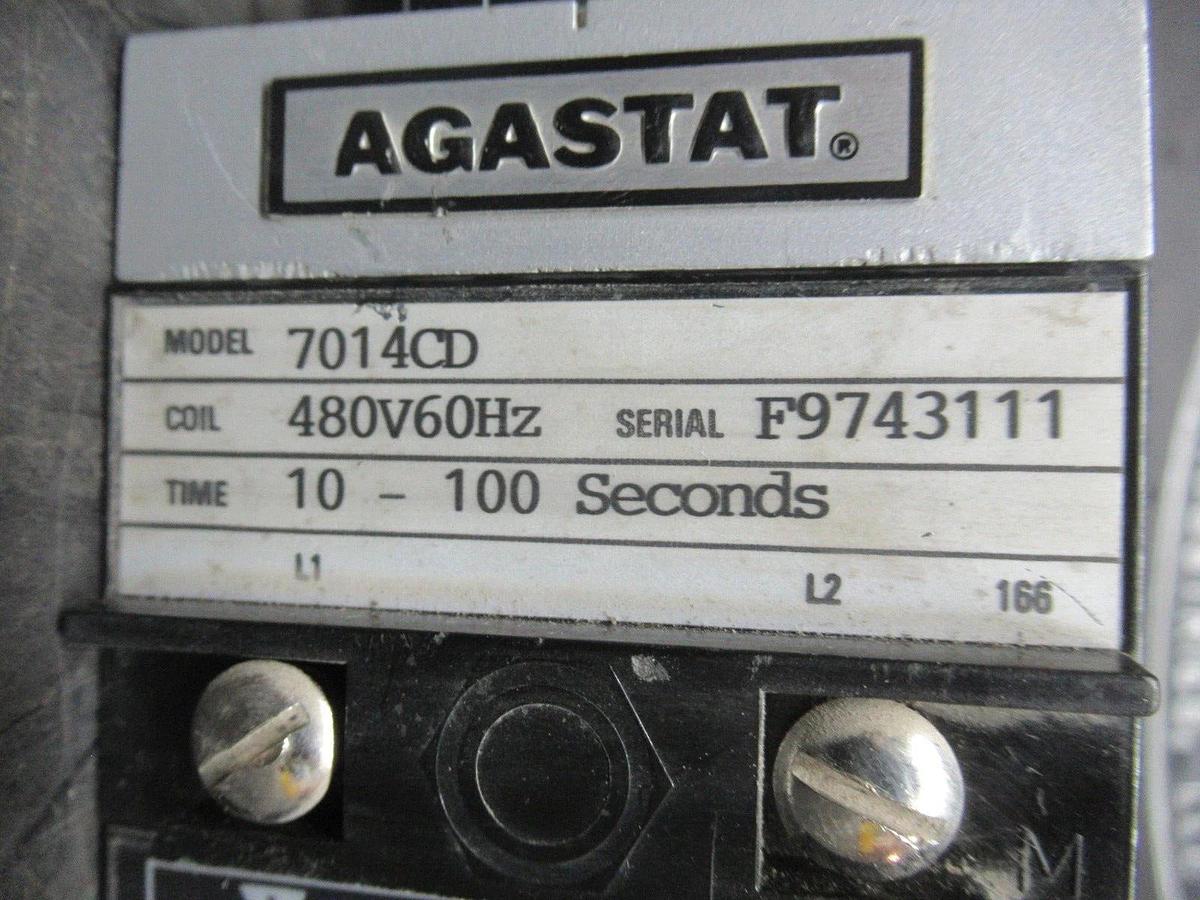 AGASTAT®
MODEL 7014CD
COIL 480V60Hz SERIAL F9743111
TIME 10 - 100 Seconds
L1 L2 166
M